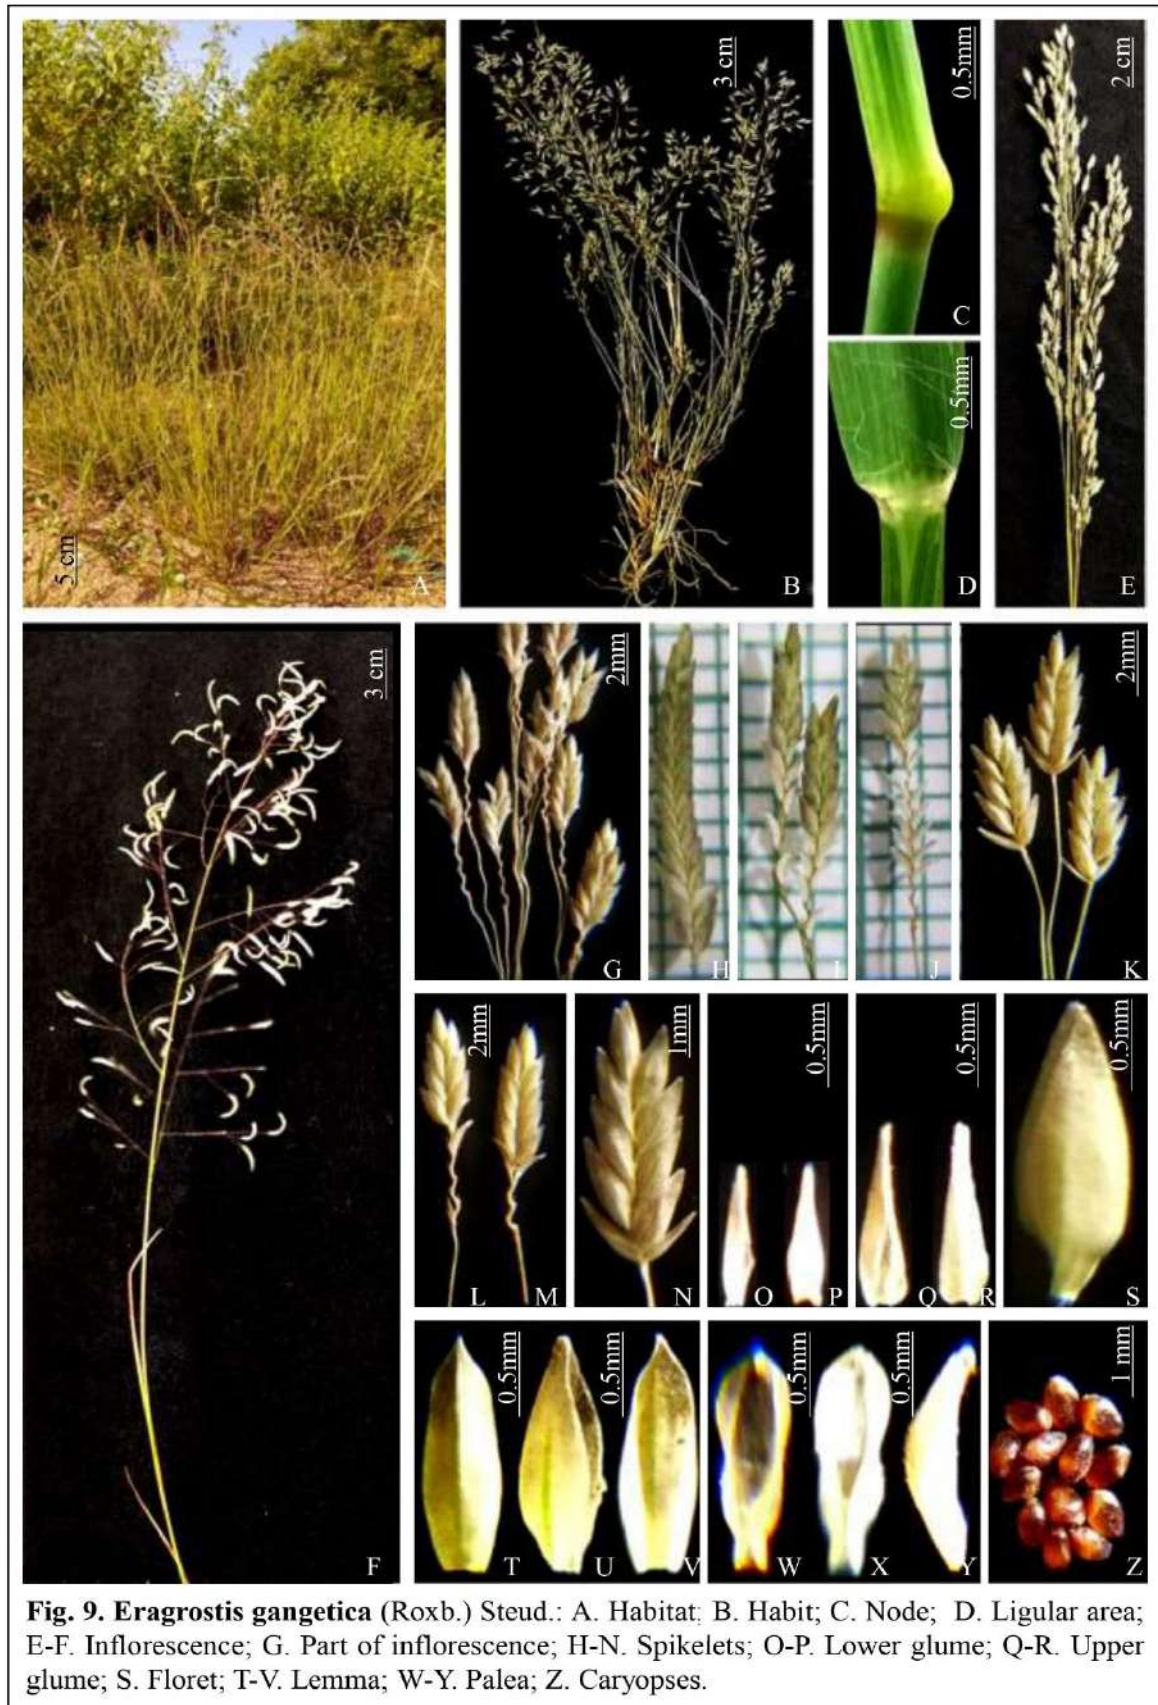 5 cm
A
3 cm
B
0.5mm
C
0.5mm
D
2 cm
E
3 cm
F
2mm
G
H
I
J
2mm
K
2mm
L
M
1mm
N
0.5mm
O
P
0.5mm
Q
R
0.5mm
S
0.5mm
T
0.5mm
U
V
0.5mm
W
0.5mm
X
Y
1 mm
Z
Fig. 9. Eragrostis gangetica (Roxb.) Steud.: A. Habitat; B. Habit; C. Node; D. Ligular area;
E-F. Inflorescence; G. Part of inflorescence; H-N. Spikelets; O-P. Lower glume; Q-R. Upper
glume; S. Floret; T-V. Lemma; W-Y. Palea; Z. Caryopses.